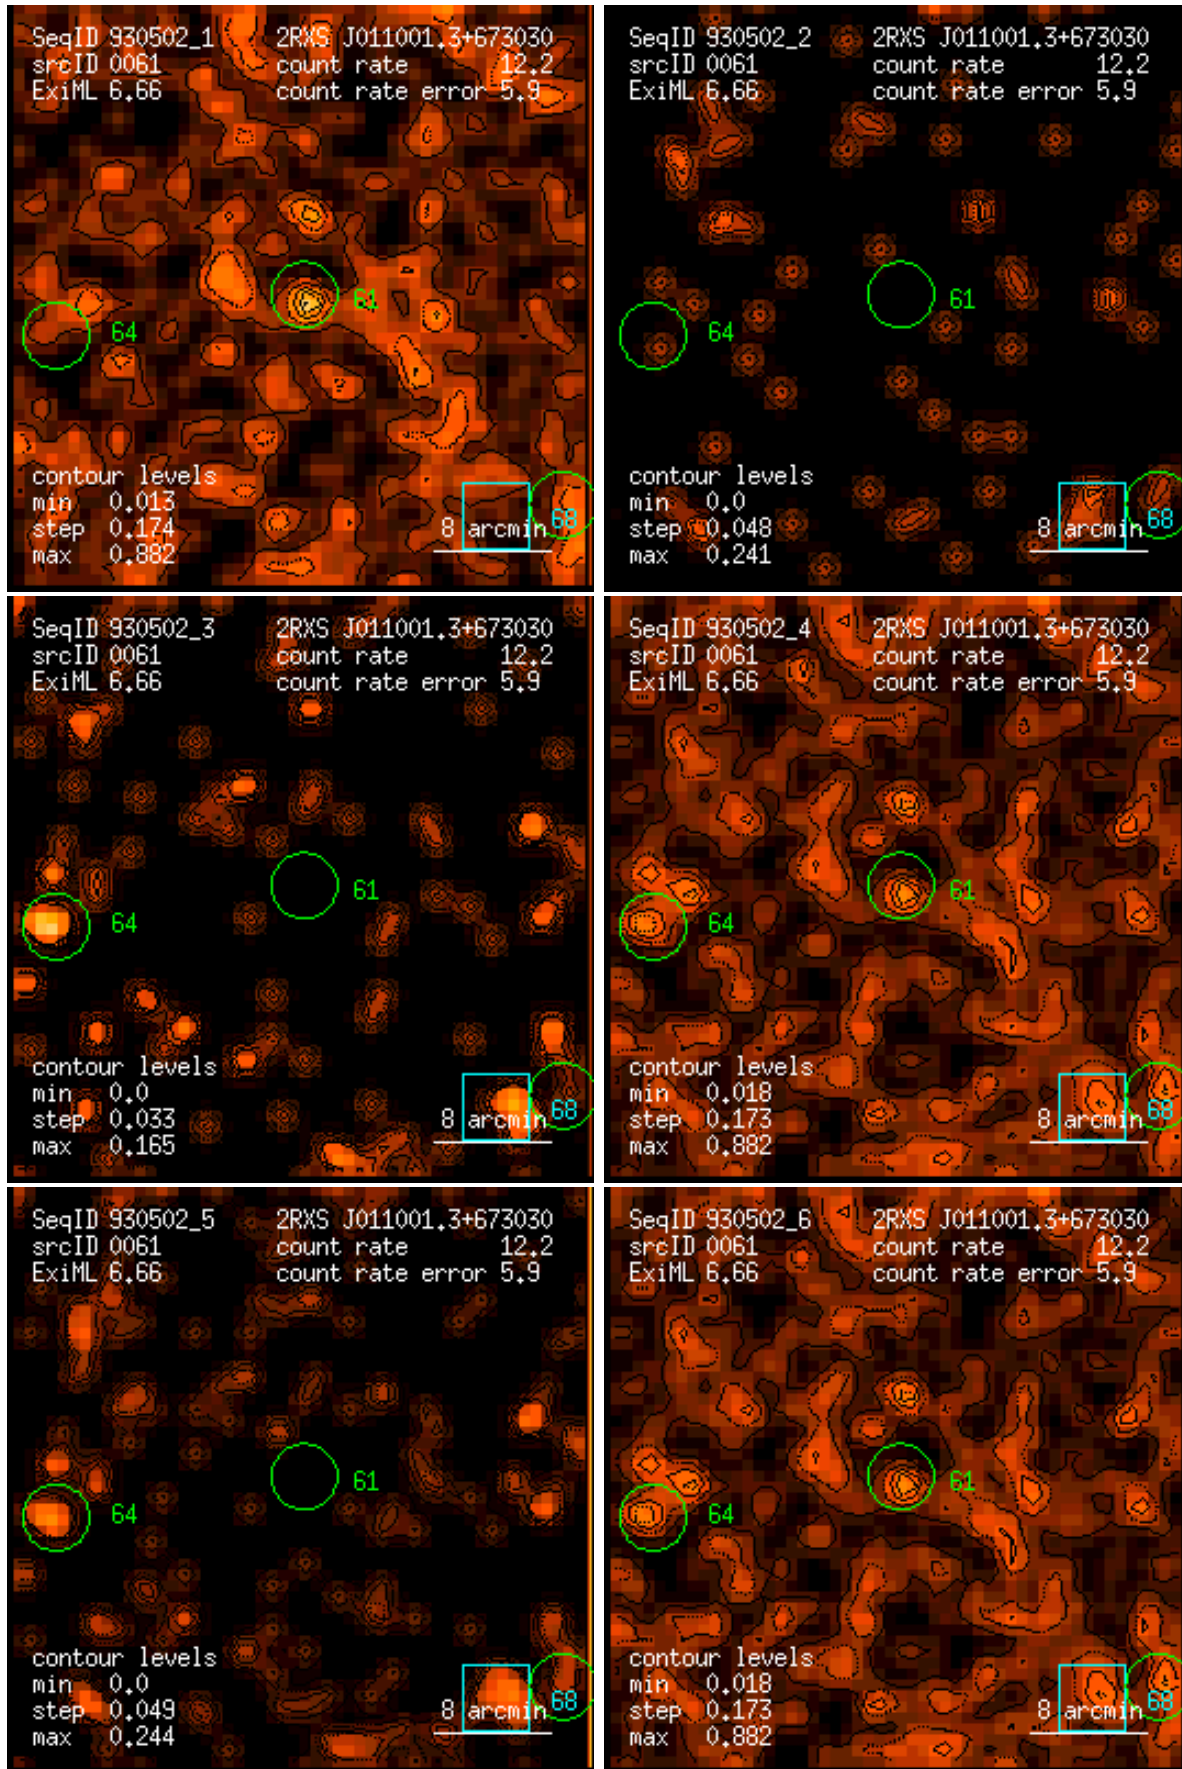 SeqID 930502_1 2RXS J011001.3+673030
srcID 0061 count rate 12.2
ExiML 6.66 count rate error 5.9
61
64
contour levels
min 0.013
step 0.174
max 0.882
8 arcmin
68
SeqID 930502_2 2RXS J011001.3+673030
srcID 0061 count rate 12.2
ExiML 6.66 count rate error 5.9
61
64
contour levels
min 0.0
step 0.048
max 0.241
8 arcmin
68
SeqID 930502_3 2RXS J011001.3+673030
srcID 0061 count rate 12.2
ExiML 6.66 count rate error 5.9
61
64
contour levels
min 0.0
step 0.033
max 0.165
8 arcmin
68
SeqID 930502_4 2RXS J011001.3+673030
srcID 0061 count rate 12.2
ExiML 6.66 count rate error 5.9
61
64
contour levels
min 0.018
step 0.173
max 0.882
8 arcmin
68
SeqID 930502_5 2RXS J011001.3+673030
srcID 0061 count rate 12.2
ExiML 6.66 count rate error 5.9
61
64
contour levels
min 0.0
step 0.049
max 0.244
8 arcmin
68
SeqID 930502_6 2RXS J011001.3+673030
srcID 0061 count rate 12.2
ExiML 6.66 count rate error 5.9
61
64
contour levels
min 0.018
step 0.173
max 0.882
8 arcmin
68